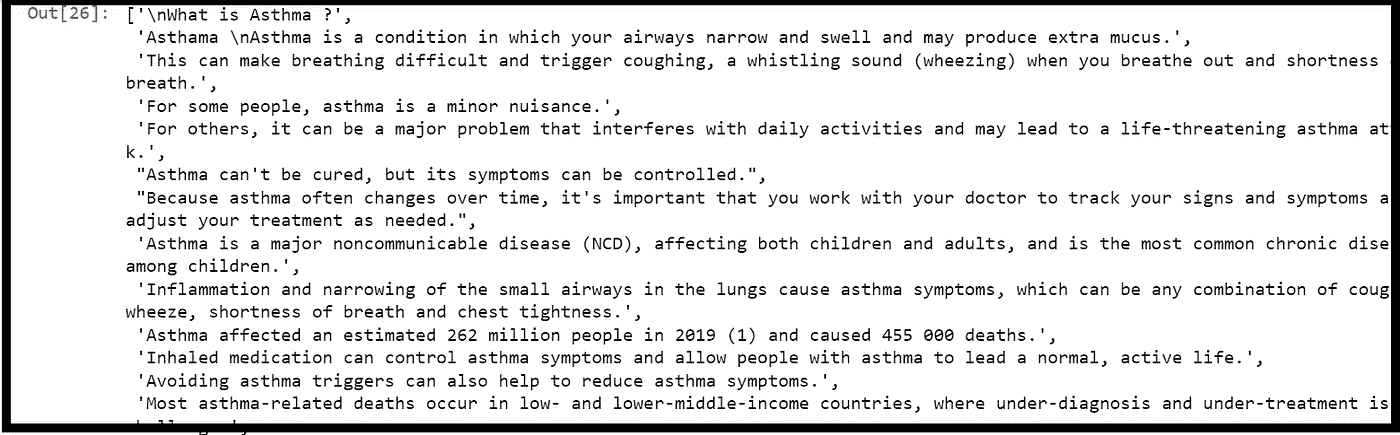 Out[26]: ['\nWhat is Asthma ?',
'Asthama \nAsthma is a condition in which your airways narrow and swell and may produce extra mucus.',
'This can make breathing difficult and trigger coughing, a whistling sound (wheezing) when you breathe out and shortness
breath.',
'For some people, asthma is a minor nuisance.',
'For others, it can be a major problem that interferes with daily activities and may lead to a life-threatening asthma at
k.',
"Asthma can't be cured, but its symptoms can be controlled.",
"Because asthma often changes over time, it's important that you work with your doctor to track your signs and symptoms a
adjust your treatment as needed.",
'Asthma is a major noncommunicable disease (NCD), affecting both children and adults, and is the most common chronic dise
among children.',
'Inflammation and narrowing of the small airways in the lungs cause asthma symptoms, which can be any combination of coug
wheeze, shortness of breath and chest tightness.',
'Asthma affected an estimated 262 million people in 2019 (1) and caused 455 000 deaths.',
'Inhaled medication can control asthma symptoms and allow people with asthma to lead a normal, active life.',
'Avoiding asthma triggers can also help to reduce asthma symptoms.',
'Most asthma-related deaths occur in low- and lower-middle-income countries, where under-diagnosis and under-treatment is